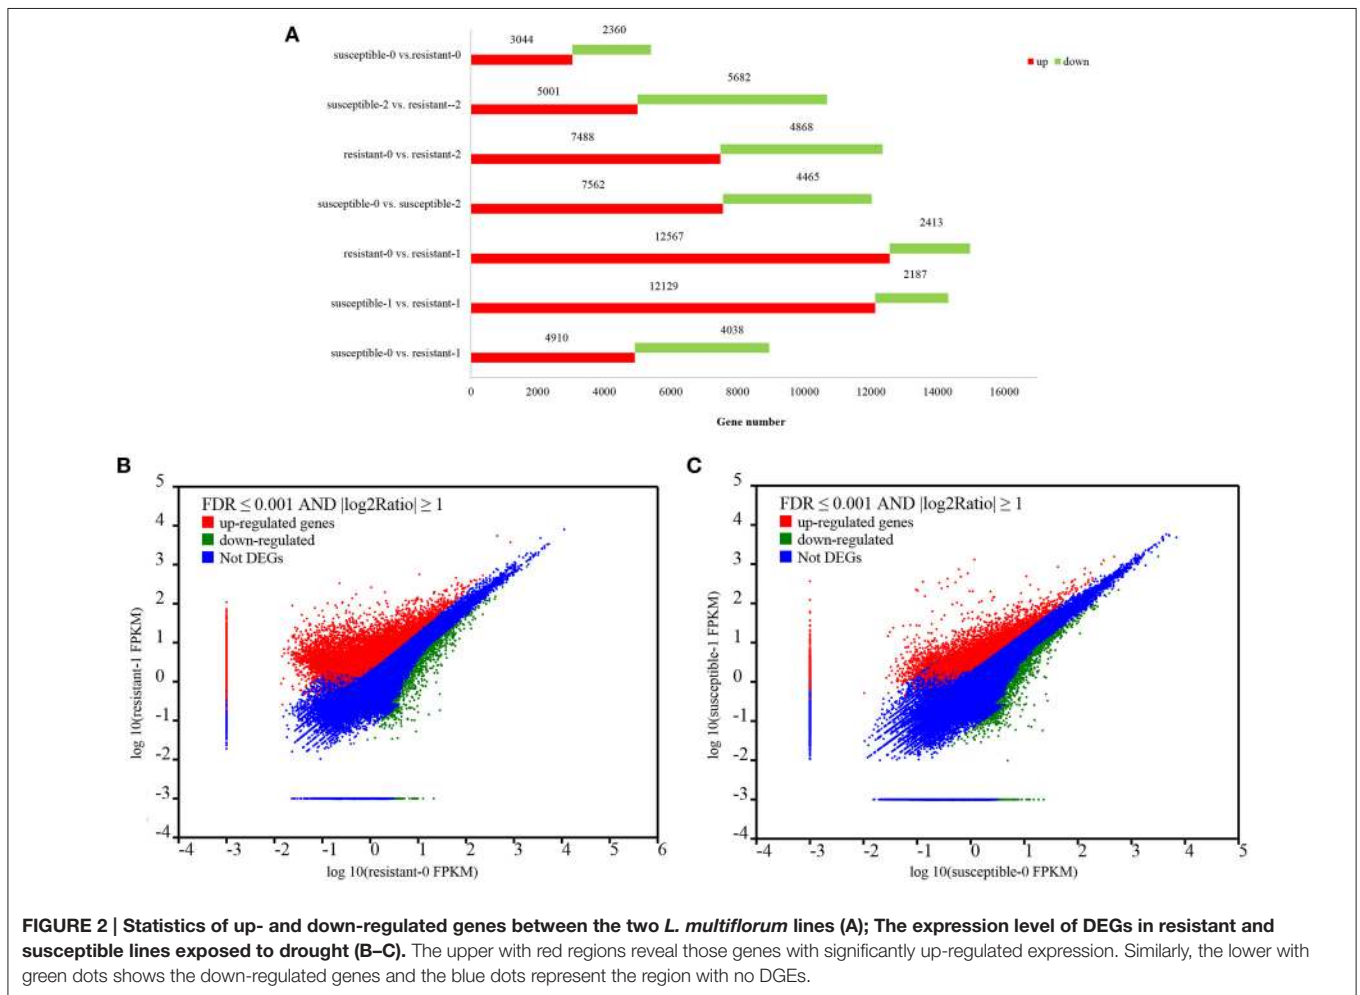 A
3044
2360
susceptible-0 vs.resistant-0
up
down
5682
5001
susceptible-2 vs. resistant--2
4868
7488
resistant-0 vs. resistant-2
4465
7562
susceptible-0 vs. susceptible-2
2413
12567
resistant-0 vs. resistant-1
2187
12129
susceptible-1 vs. resistant-1
4910
4038
susceptible-0 vs. resistant-1
0 2000 4000 6000 8000 10000 12000 14000 16000
Gene number
B
5
4
3
2
1
0
-1
-2
-3
-4
log 10(resistant-1 FPKM)
FDR ≤ 0.001 AND |log2Ratio| ≥ 1
up-regulated genes
down-regulated
Not DEGs
-4 -3 -2 -1 0 1 2 3 4 5 6
log 10(resistant-0 FPKM)
C
5
4
3
2
1
0
-1
-2
-3
-4
log 10(susceptible-1 FPKM)
FDR ≤ 0.001 AND |log2Ratio| ≥ 1
up-regulated genes
down-regulated
Not DEGs
-4 -3 -2 -1 0 1 2 3 4 5
log 10(susceptible-0 FPKM)
FIGURE 2 | Statistics of up- and down-regulated genes between the two L. multiflorum lines (A); The expression level of DEGs in resistant and
susceptible lines exposed to drought (B–C). The upper with red regions reveal those genes with significantly up-regulated expression. Similarly, the lower with
green dots shows the down-regulated genes and the blue dots represent the region with no DGEs.